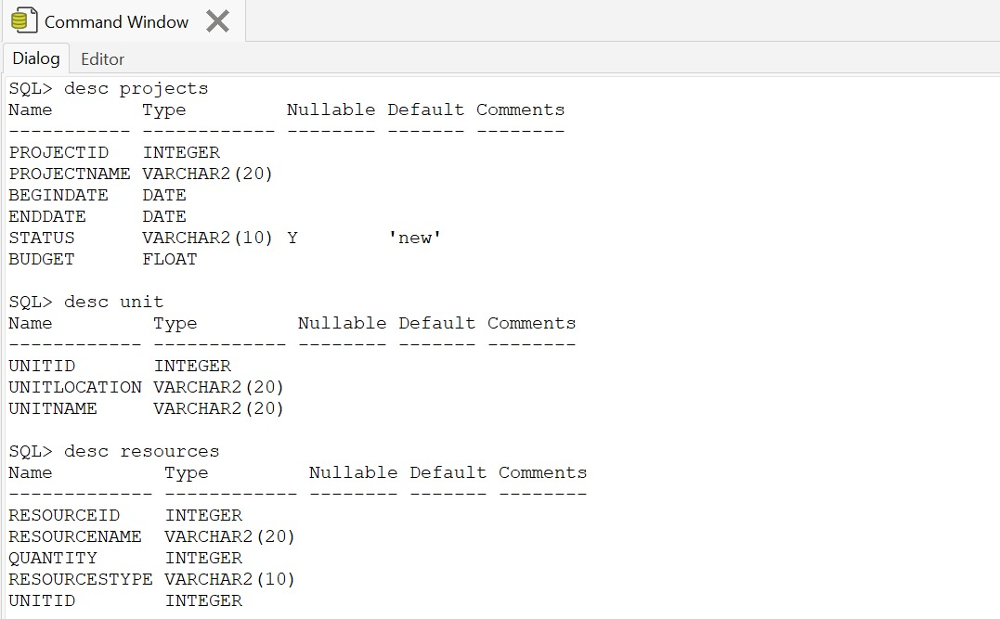 Command Window
Dialog Editor
SQL> desc projects
Name        Type         Nullable Default Comments
----------- ------------ -------- ------- --------
PROJECTID   INTEGER
PROJECTNAME VARCHAR2(20)
BEGINDATE   DATE
ENDDATE     DATE
STATUS      VARCHAR2(10) Y        'new'
BUDGET      FLOAT

SQL> desc unit
Name         Type         Nullable Default Comments
------------ ------------ -------- ------- --------
UNITID       INTEGER
UNITLOCATION VARCHAR2(20)
UNITNAME     VARCHAR2(20)

SQL> desc resources
Name          Type         Nullable Default Comments
------------- ------------ -------- ------- --------
RESOURCEID    INTEGER
RESOURCENAME  VARCHAR2(20)
QUANTITY      INTEGER
RESOURCESTYPE VARCHAR2(10)
UNITID        INTEGER